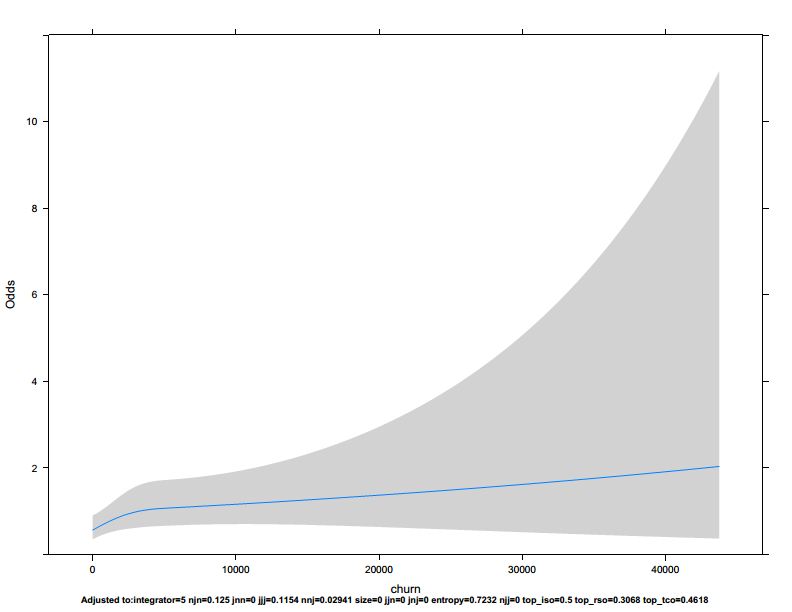 10
8
6
4
2
Odds
0 10000 20000 30000 40000
churn
Adjusted to:integrator=5 njn=0.125 jnn=0 jjj=0.1154 nnj=0.02941 size=0 jjn=0 jnj=0 entropy=0.7232 njj=0 top_iso=0.5 top_rso=0.3068 top_tco=0.4618